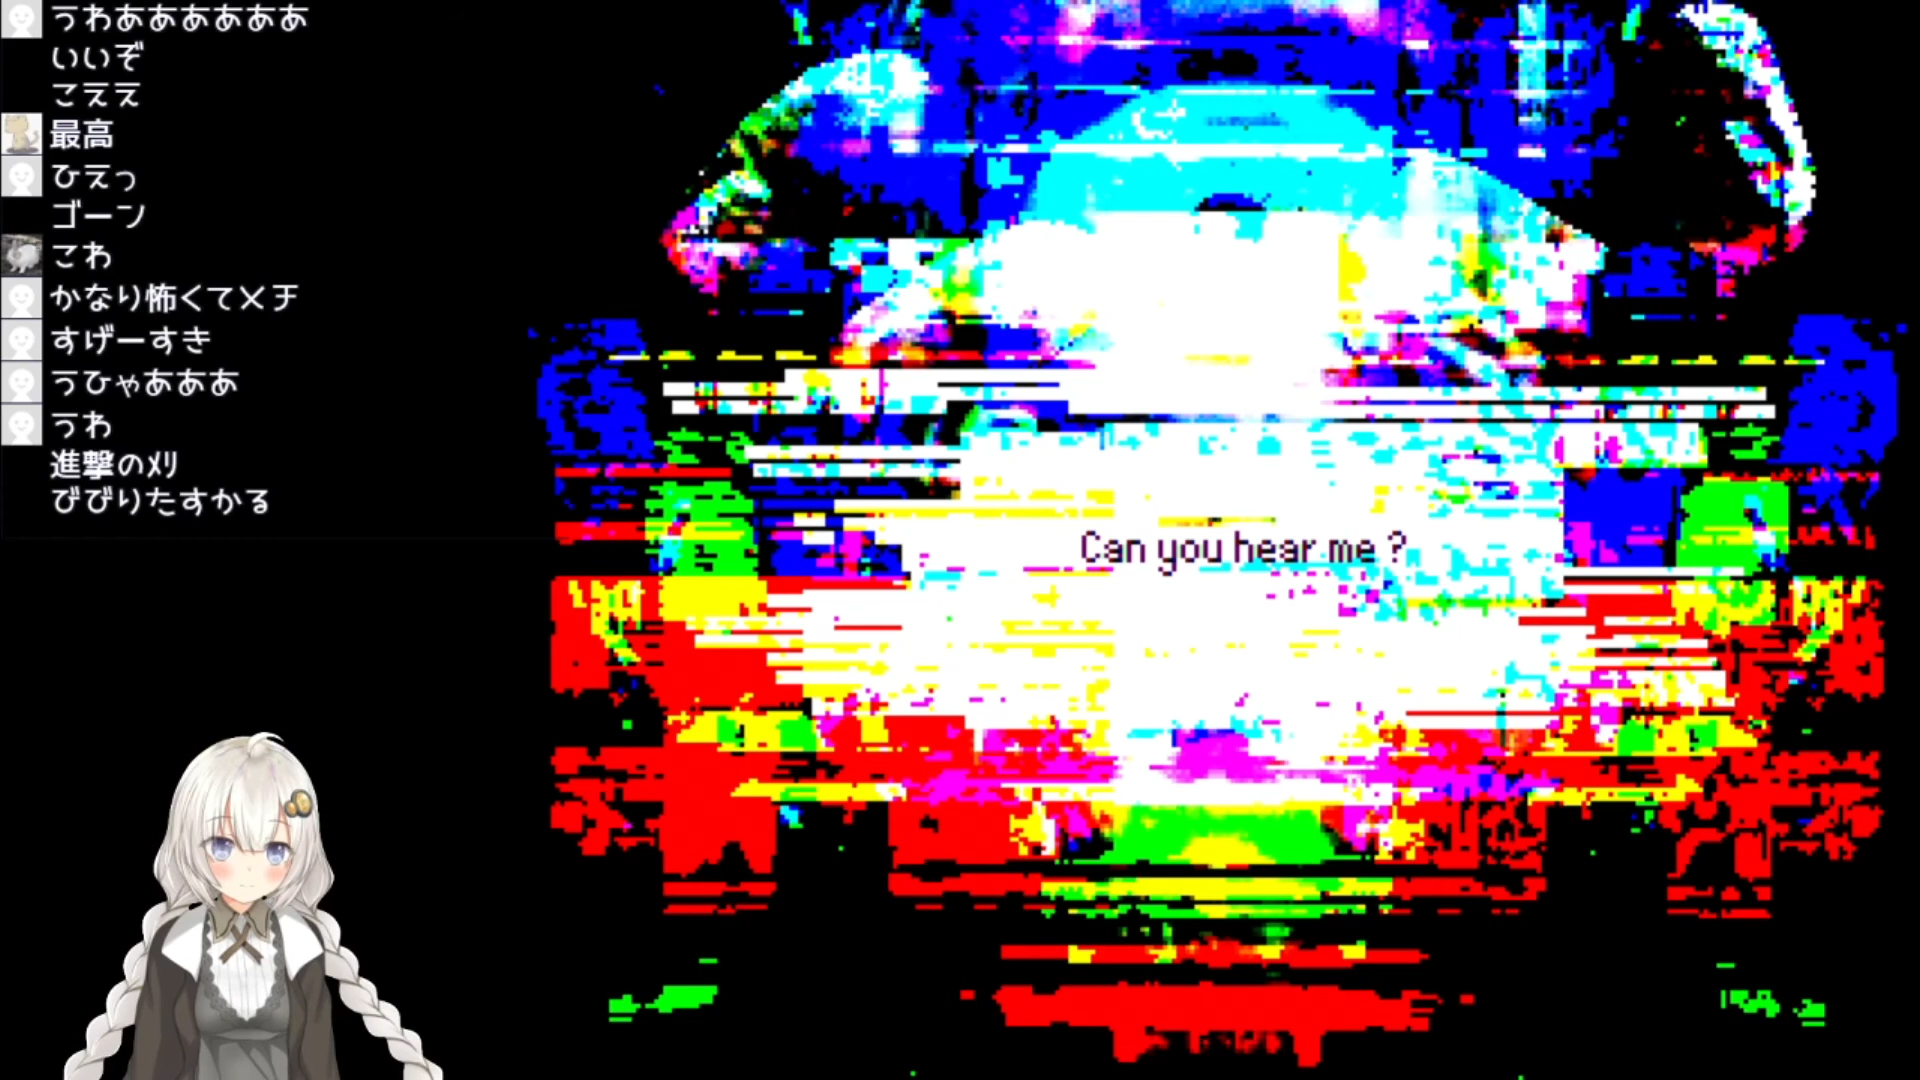 うわああああああ
いいぞ
こええ
最高
ひえっ
ゴーン
こわ
かなり怖くて〤チ
すげーすき
うひゃあああ
うわ
進撃の刈
びびりたすかる
Can you hear me ?